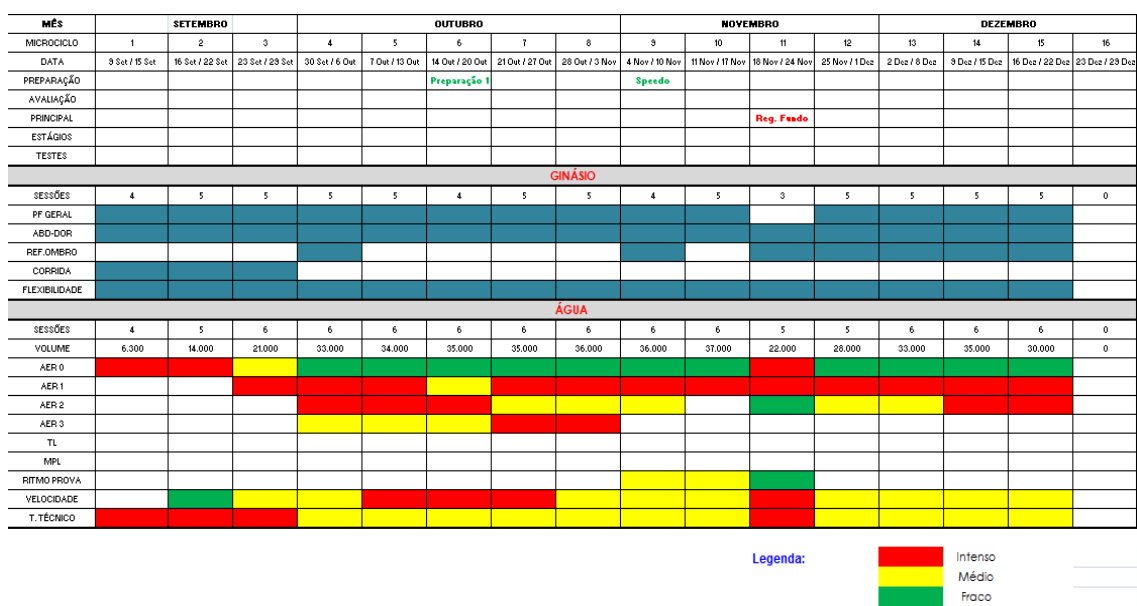 MÊS SETEMBRO OUTUBRO NOVEMBRO DEZEMBRO
MICROCICLO 1 2 3 4 5 6 7 8 9 10 11 12 13 14 15 16
DATA 9 Set / 15 Set 16 Set / 22 Set 23 Set / 29 Set 30 Set / 6 Out 7 Out / 13 Out 14 Out / 20 Out 21 Out / 27 Out 28 Out / 3 Nov 4 Nov / 10 Nov 11 Nov / 17 Nov 18 Nov / 24 Nov 25 Nov / 1 Dez 2 Dez / 8 Dez 9 Dez / 15 Dez 16 Dez / 22 Dez 23 Dez / 29 Dez
PREPARAÇÃO Preparação 1 Speedo
AVALIAÇÃO
PRINCIPAL Reg. Fundo
ESTÁGIOS
TESTES
GINÁSIO
SESSÕES 4 5 5 5 5 4 5 5 4 5 3 5 5 5 5 0
PF GERAL
ABD-DOR
REF.OMBRO
CORRIDA
FLEXIBILIDADE
ÁGUA
SESSÕES 4 5 6 6 6 6 6 6 6 6 5 5 6 6 6 0
VOLUME 6.300 14.000 21.000 33.000 34.000 35.000 35.000 36.000 36.000 37.000 22.000 28.000 33.000 35.000 30.000 0
AER 0
AER 1
AER 2
AER 3
TL
MPL
RITMO PROVA
VELOCIDADE
T. TÉCNICO
Legenda: Intenso
Médio
Fraco